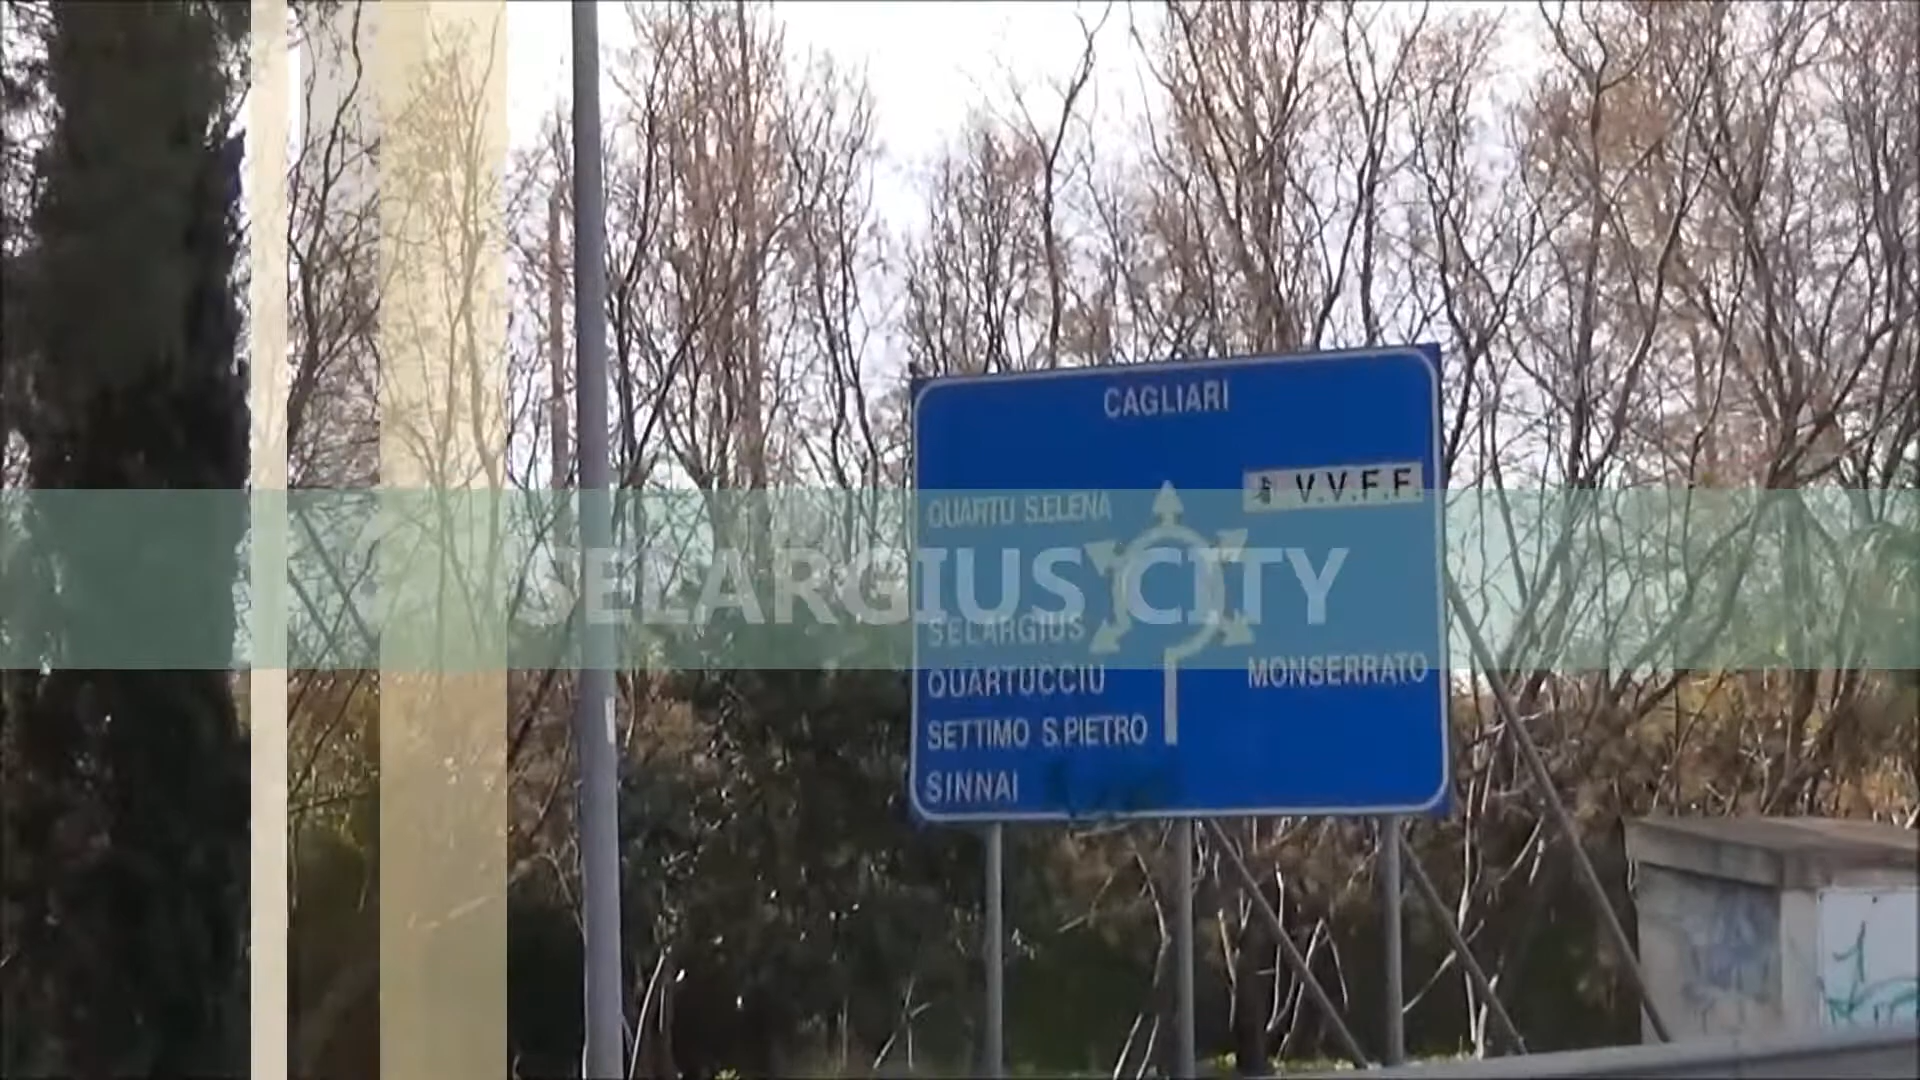 CAGLIARI
V.V.F.F.
QUARTU S.ELENA
SELARGIUS CITY
SELARGIUS
QUARTUCCIU
MONSERRATO
SETTIMO S.PIETRO
SINNAI